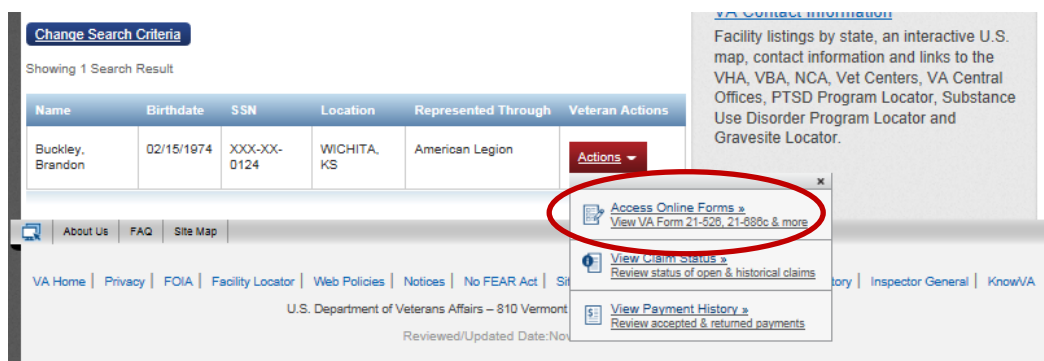 VA Contact Information
Change Search Criteria
Facility listings by state, an interactive U.S.
map, contact information and links to the
VHA, VBA, NCA, Vet Centers, VA Central
Offices, PTSD Program Locator, Substance
Use Disorder Program Locator and
Gravesite Locator.
Showing 1 Search Result
Name Birthdate SSN Location Represented Through Veteran Actions
Buckley, 02/15/1974 XXX-XX- WICHITA, American Legion
Brandon 0124 KS
Actions
x
Access Online Forms »
View VA Form 21-526, 21-686c & more
About Us FAQ Site Map
View Claim Status »
Review status of open & historical claims
VA Home | Privacy | FOIA | Facility Locator | Web Policies | Notices | No FEAR Act | Inspector General | KnowVA
U.S. Department of Veterans Affairs – 810 Vermont
View Payment History »
Review accepted & returned payments
Reviewed/Updated Date: